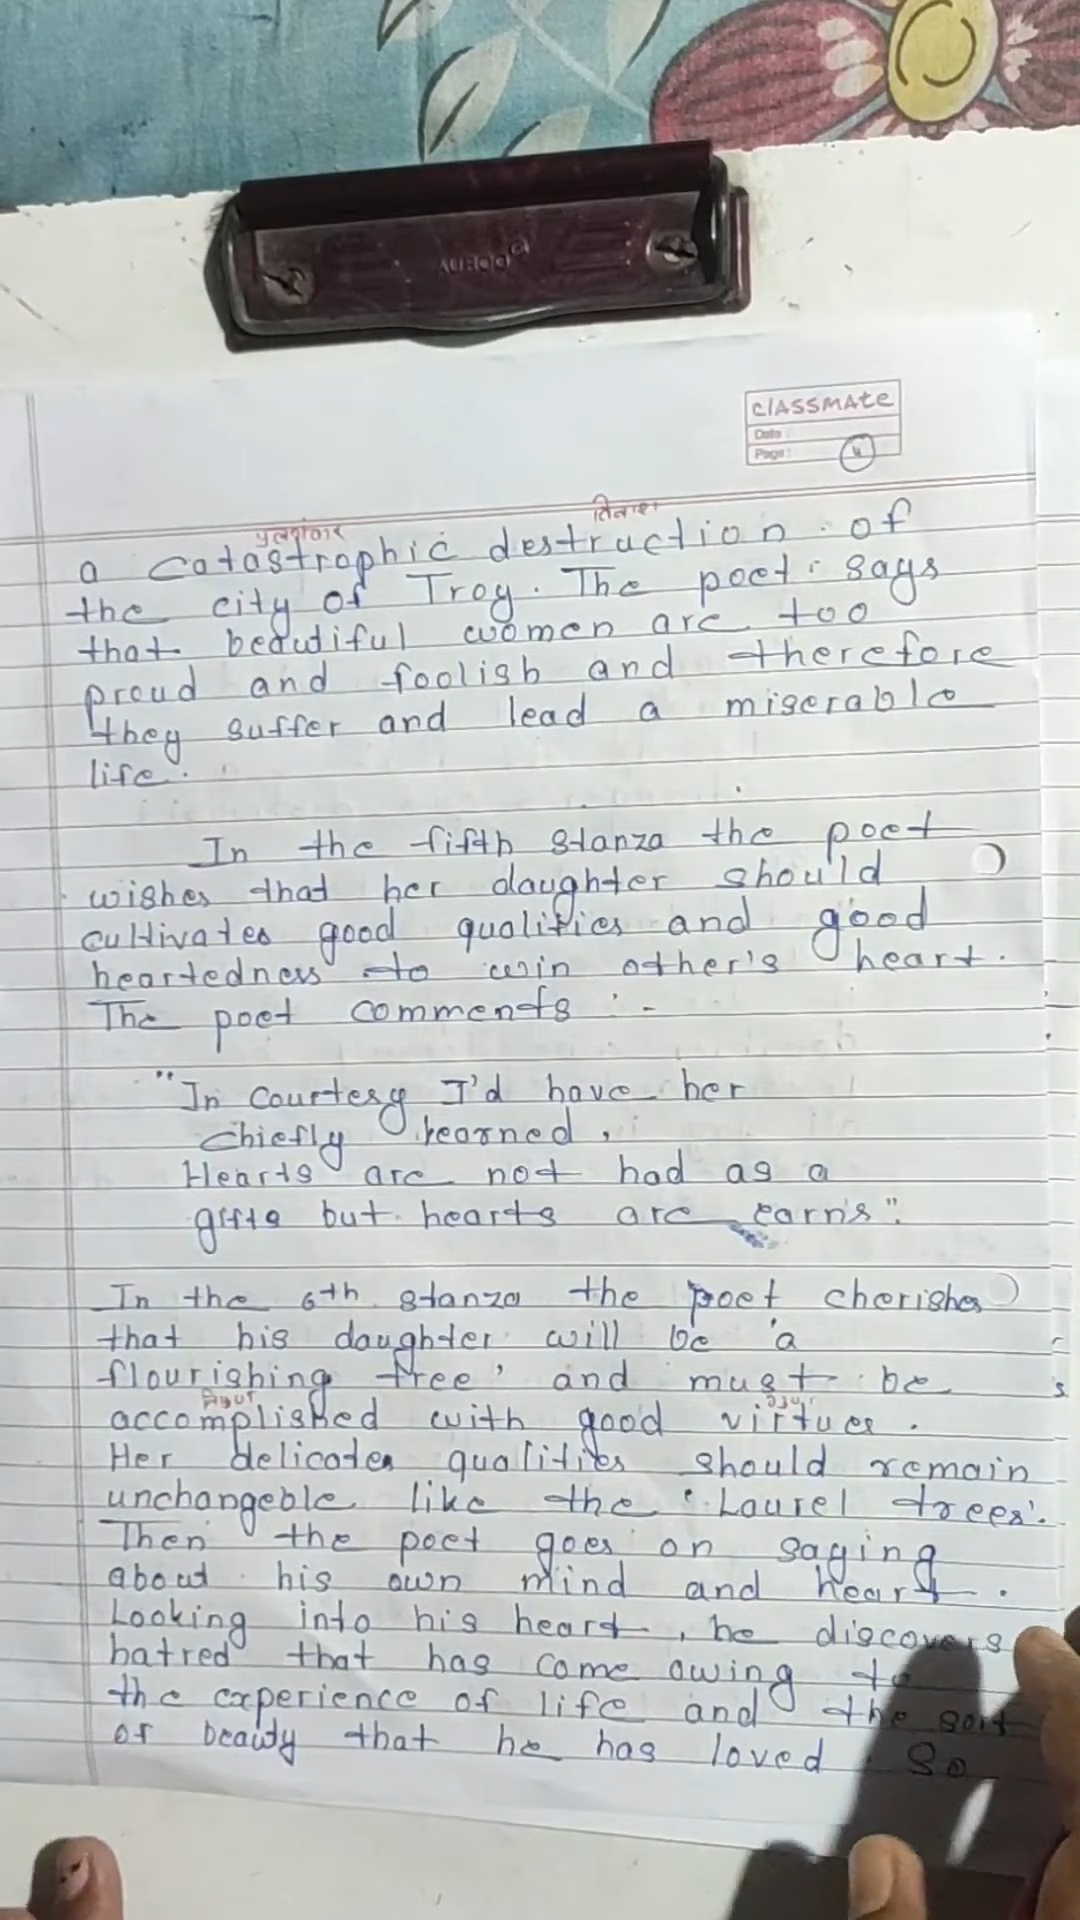 AUROCO
CLASSMATE
Date :
Page :
4
विनाश
a catastrophic destruction of
the city of Troy. The poet says
that beautiful women are too
proud and foolish and therefore
they suffer and lead a miserable
life.
In the fifth stanza the poet
wishes that her daughter should
cultivates good qualities and good
heartedness to win other's heart.
The poet comments :-
"In courtesy I'd have her
chiefly learned,
Hearts are not had as a
gifts but hearts are earn's".
In the 6th stanza the poet cherishes
that his daughter will be 'a
flourishing tree' and must be
accomplished with good virtues.
Her delicates qualities should remain
unchangeble like the 'Laurel trees'.
Then the poet goes on saying
about his own mind and heart.
Looking into his heart, he discovers
hatred that has come owing to
the experience of life and the sort
of beauty that he has loved. So